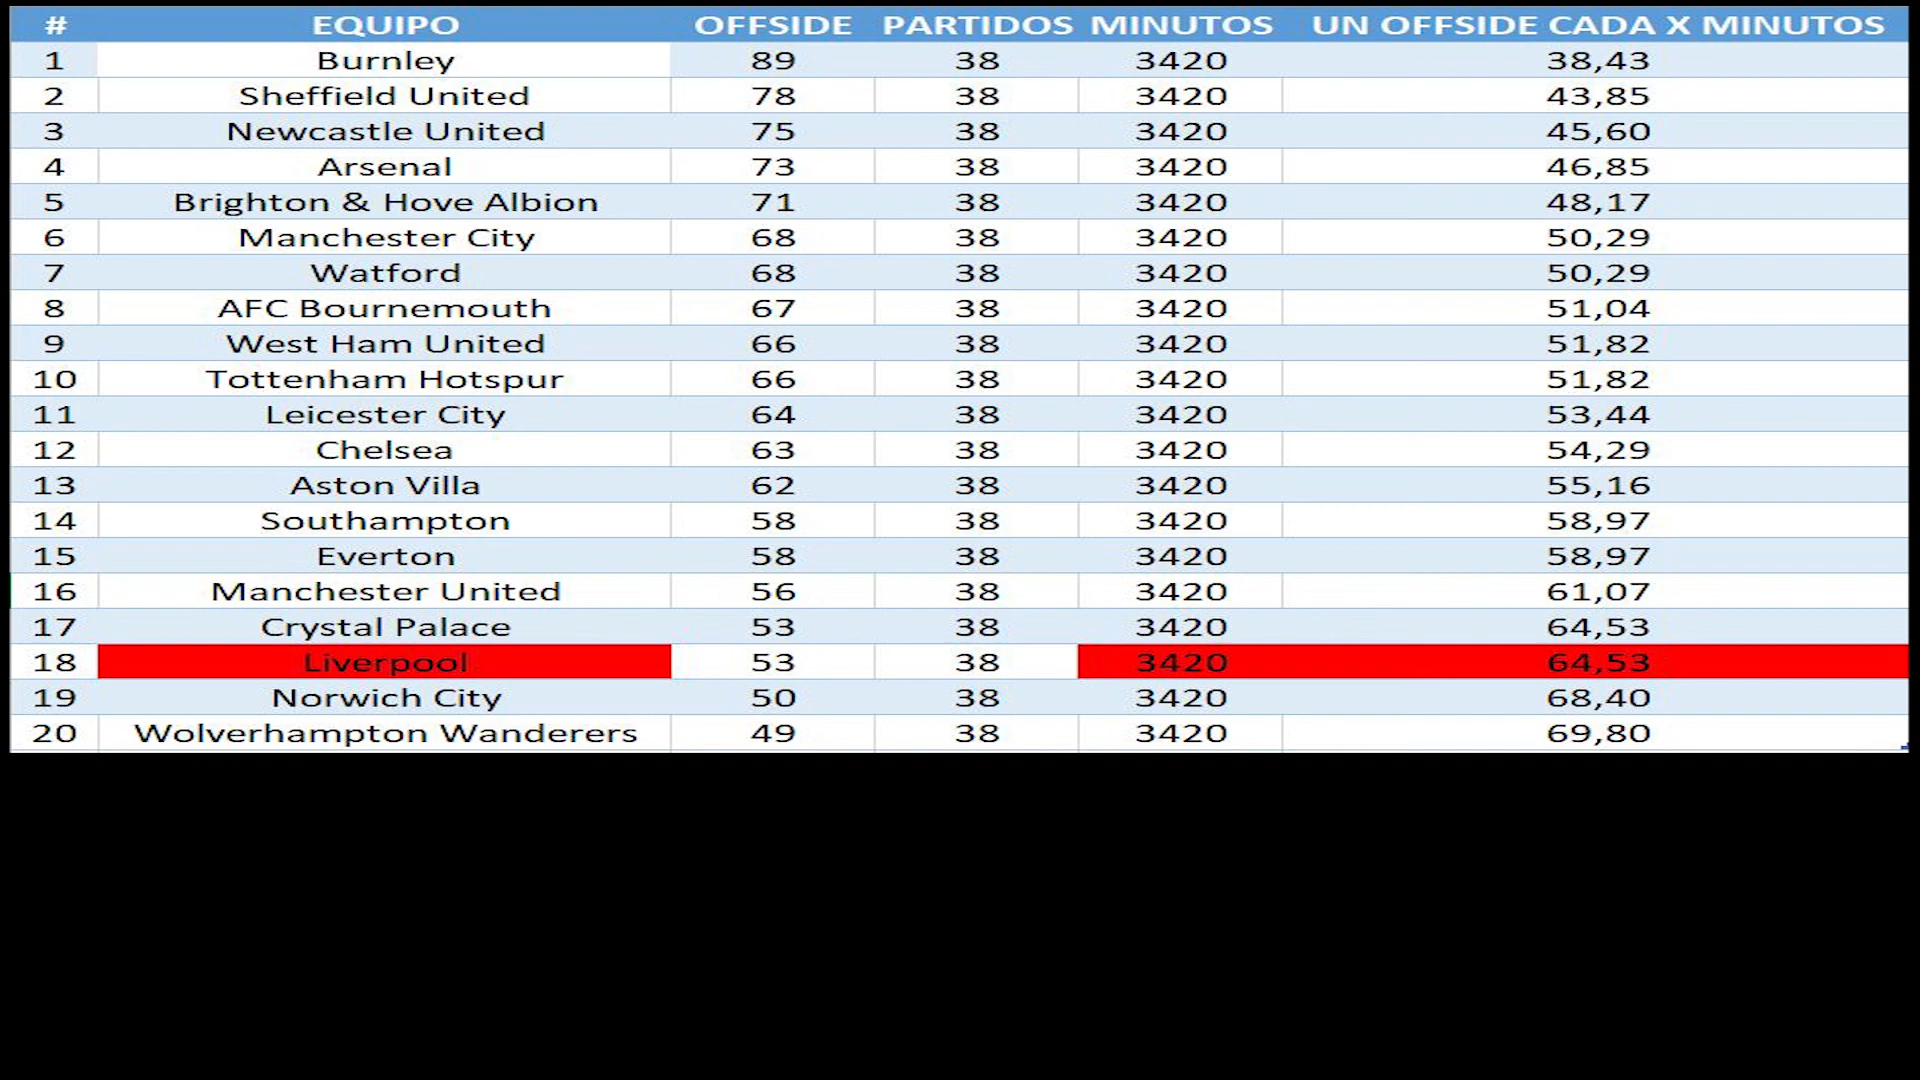 # EQUIPO OFFSIDE PARTIDOS MINUTOS UN OFFSIDE CADA X MINUTOS
1 Burnley 89 38 3420 38,43
2 Sheffield United 78 38 3420 43,85
3 Newcastle United 75 38 3420 45,60
4 Arsenal 73 38 3420 46,85
5 Brighton & Hove Albion 71 38 3420 48,17
6 Manchester City 68 38 3420 50,29
7 Watford 68 38 3420 50,29
8 AFC Bournemouth 67 38 3420 51,04
9 West Ham United 66 38 3420 51,82
10 Tottenham Hotspur 66 38 3420 51,82
11 Leicester City 64 38 3420 53,44
12 Chelsea 63 38 3420 54,29
13 Aston Villa 62 38 3420 55,16
14 Southampton 58 38 3420 58,97
15 Everton 58 38 3420 58,97
16 Manchester United 56 38 3420 61,07
17 Crystal Palace 53 38 3420 64,53
18 Liverpool 53 38 3420 64,53
19 Norwich City 50 38 3420 68,40
20 Wolverhampton Wanderers 49 38 3420 69,80